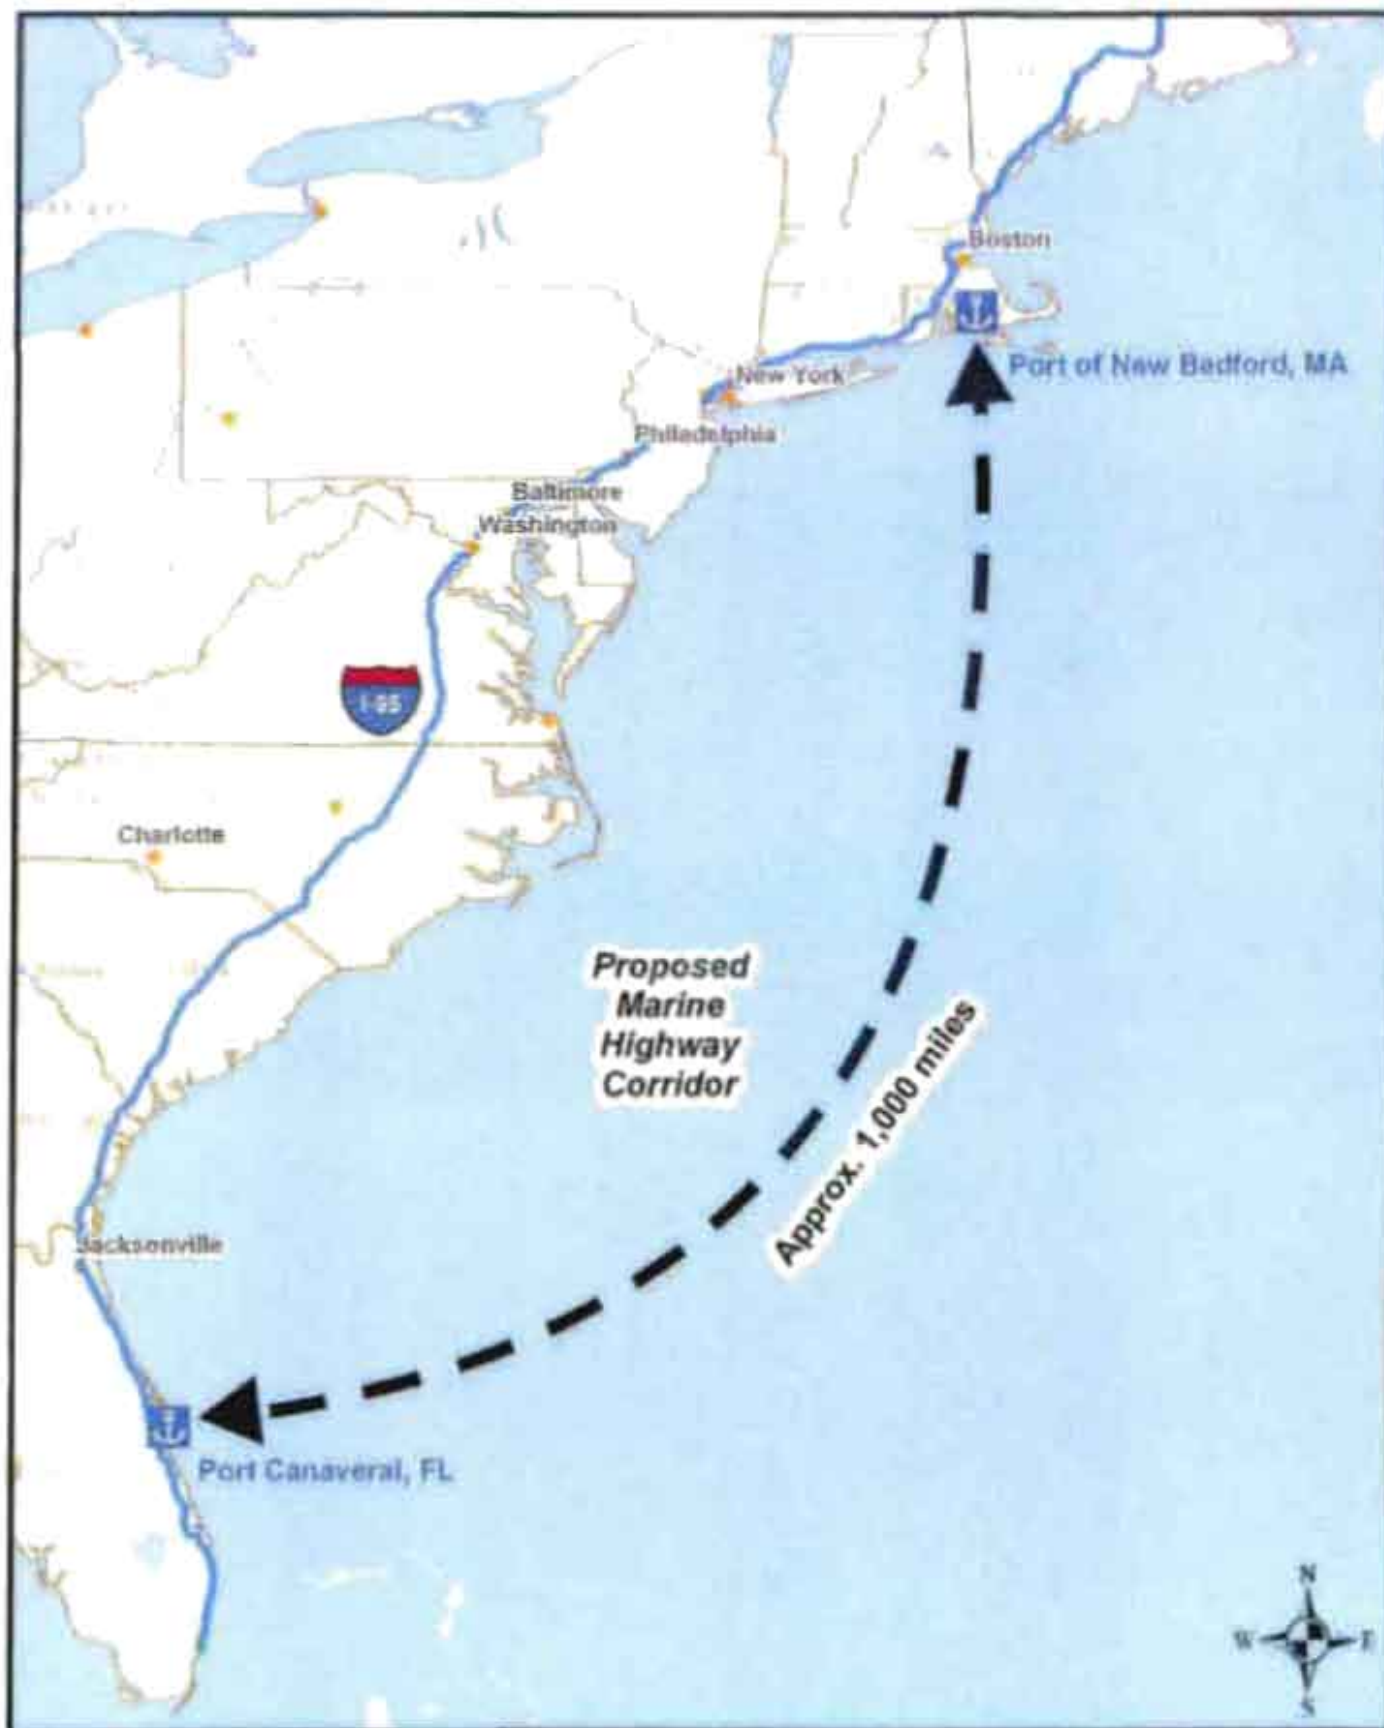 Boston
Port of New Bedford, MA
New York
Philadelphia
Baltimore
Washington
I-95
Charlotte
Proposed
Marine
Highway
Corridor
Approx. 1,000 miles
Jacksonville
Port Canaveral, FL
N
W
E
S